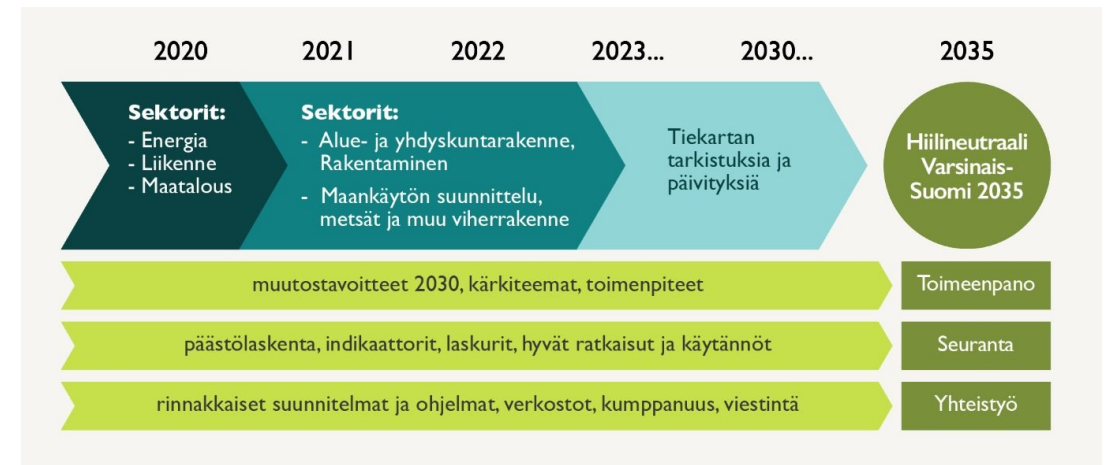 2020 2021 2022 2023... 2030... 2035
Sektorit:
- Energia
- Liikenne
- Maatalous
Sektorit:
- Alue- ja yhdyskuntarakenne,
Rakentaminen
- Maankäytön suunnittelu,
metsät ja muu viherrakenne
Tiekartan
tarkistuksia ja
päivityksiä
Hiilineutraali
Varsinais-
Suomi 2035
muutostavoitteet 2030, kärkiteemat, toimenpiteet
Toimeenpano
päästölaskenta, indikaattorit, laskurit, hyvät ratkaisut ja käytännöt
Seuranta
rinnakkaiset suunnitelmat ja ohjelmat, verkostot, kumppanuus, viestintä
Yhteistyö